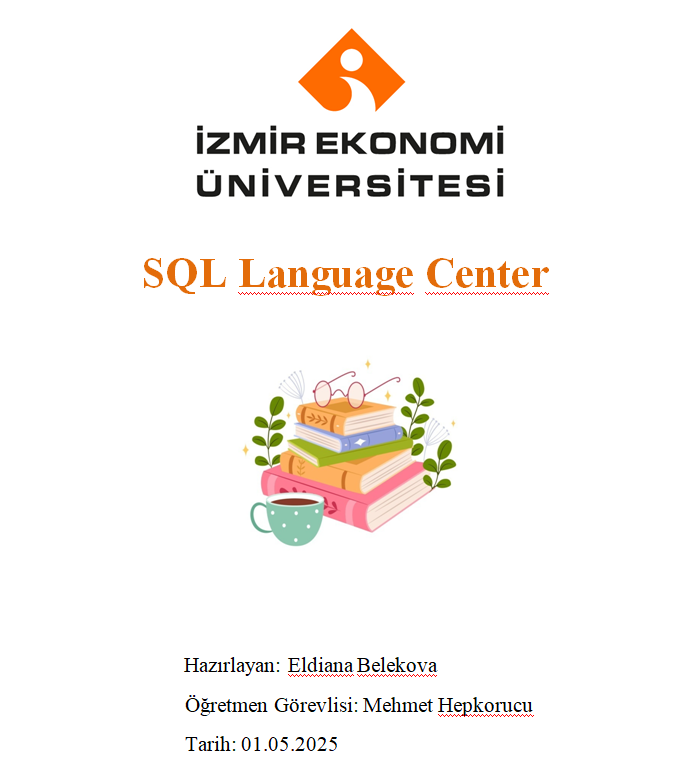 İZMİR EKONOMİ
ÜNİVERSİTESİ
SQL Language Center
Hazırlayan: Eldiana Belekova
Öğretmen Görevlisi: Mehmet Hepkorucu
Tarih: 01.05.2025